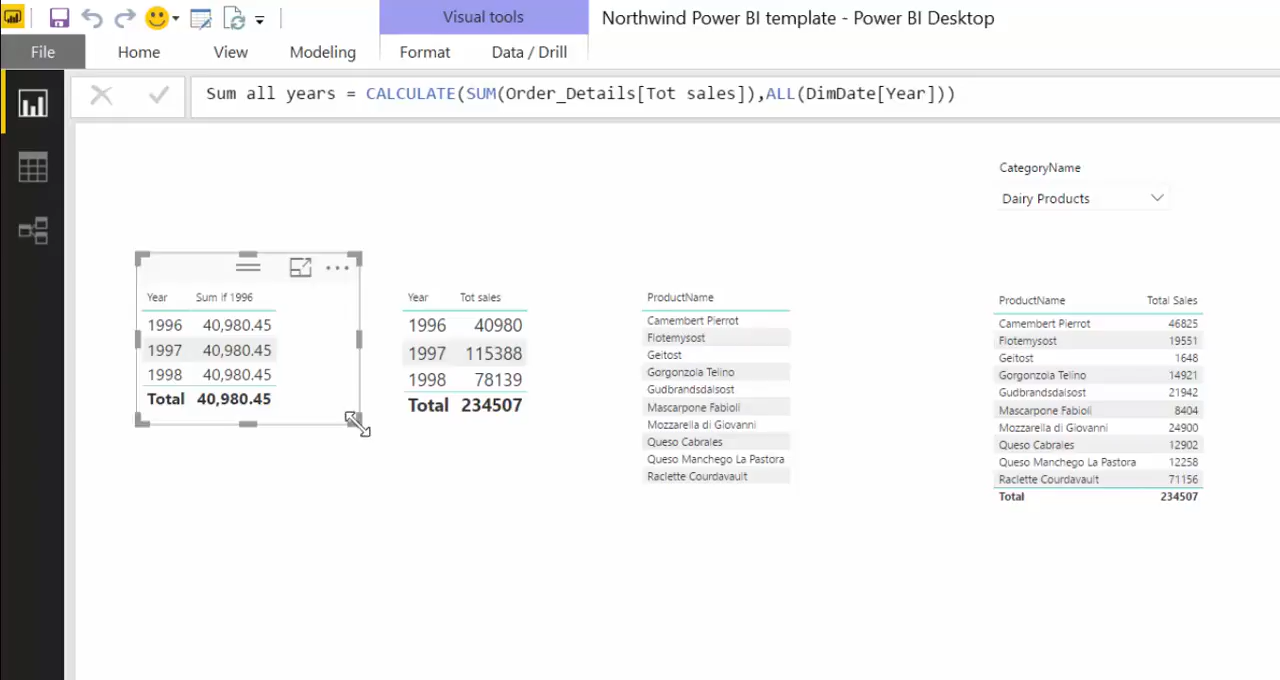 Visual tools
Northwind Power BI template - Power BI Desktop
File
Home
View
Modeling
Format
Data / Drill
Sum all years = CALCULATE(SUM(Order_Details[Tot sales]),ALL(DimDate[Year]))
CategoryName
Dairy Products
Year Sum if 1996
1996 40,980.45
1997 40,980.45
1998 40,980.45
Total 40,980.45
Year Tot sales
1996 40980
1997 115388
1998 78139
Total 234507
ProductName
Camembert Pierrot
Flotemysost
Geitost
Gorgonzola Telino
Gudbrandsdalsost
Mascarpone Fabioli
Mozzarella di Giovanni
Queso Cabrales
Queso Manchego La Pastora
Raclette Courdavault
ProductName Total Sales
Camembert Pierrot 46825
Flotemysost 19551
Geitost 1648
Gorgonzola Telino 14921
Gudbrandsdalsost 21942
Mascarpone Fabioli 8404
Mozzarella di Giovanni 24900
Queso Cabrales 12902
Queso Manchego La Pastora 12258
Raclette Courdavault 71156
Total 234507